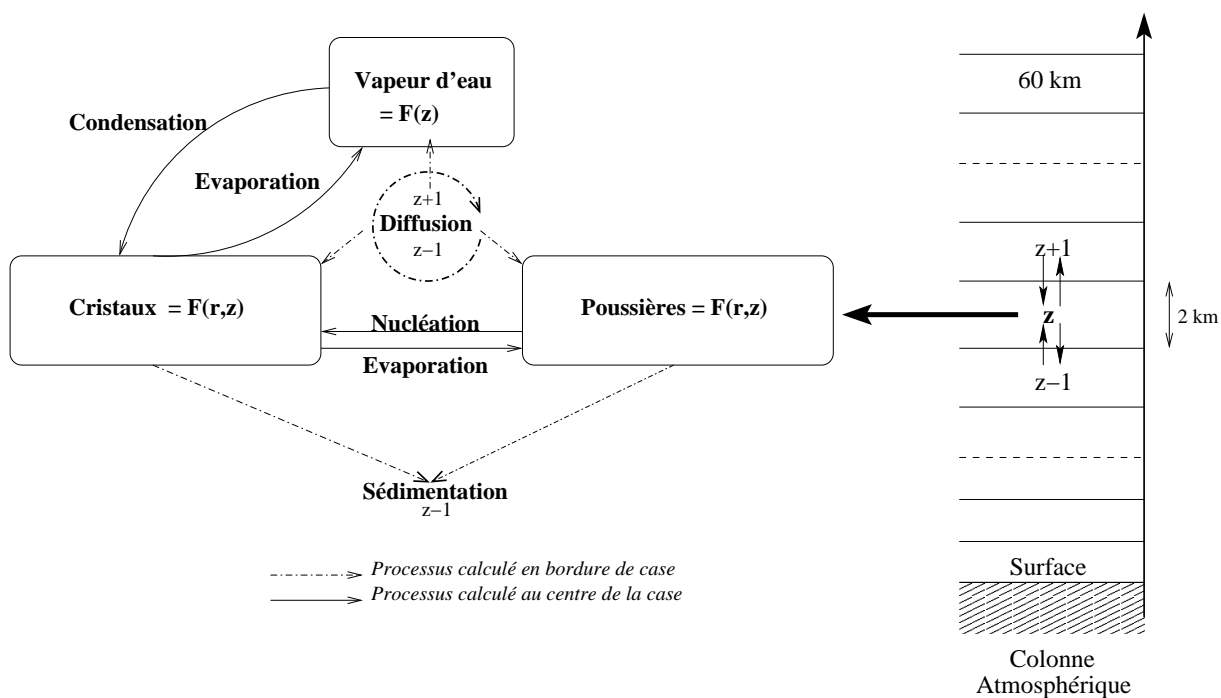 Vapeur d'eau
= F(z)
60 km
Condensation
Evaporation
z+1
Diffusion
z−1
Cristaux = F(r,z)
Poussières = F(r,z)
Nucléation
Evaporation
z+1
z
z−1
2 km
Sédimentation
z−1
Processus calculé en bordure de case
Processus calculé au centre de la case
Surface
Colonne
Atmosphérique